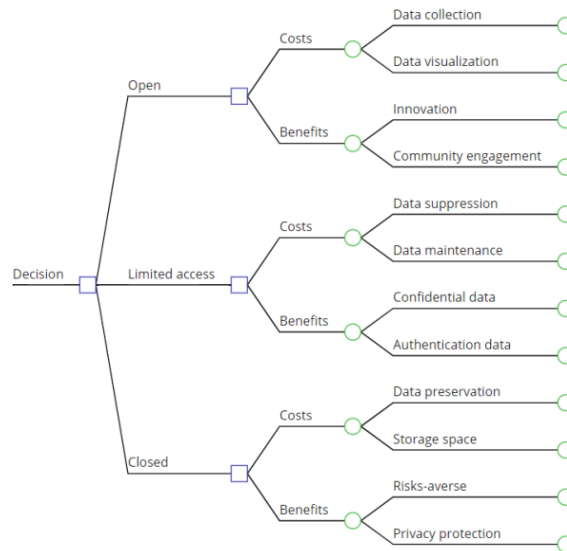 Decision
Open
Costs
Data collection
Data visualization
Benefits
Innovation
Community engagement
Limited access
Costs
Data suppression
Data maintenance
Benefits
Confidential data
Authentication data
Closed
Costs
Data preservation
Storage space
Benefits
Risks-averse
Privacy protection